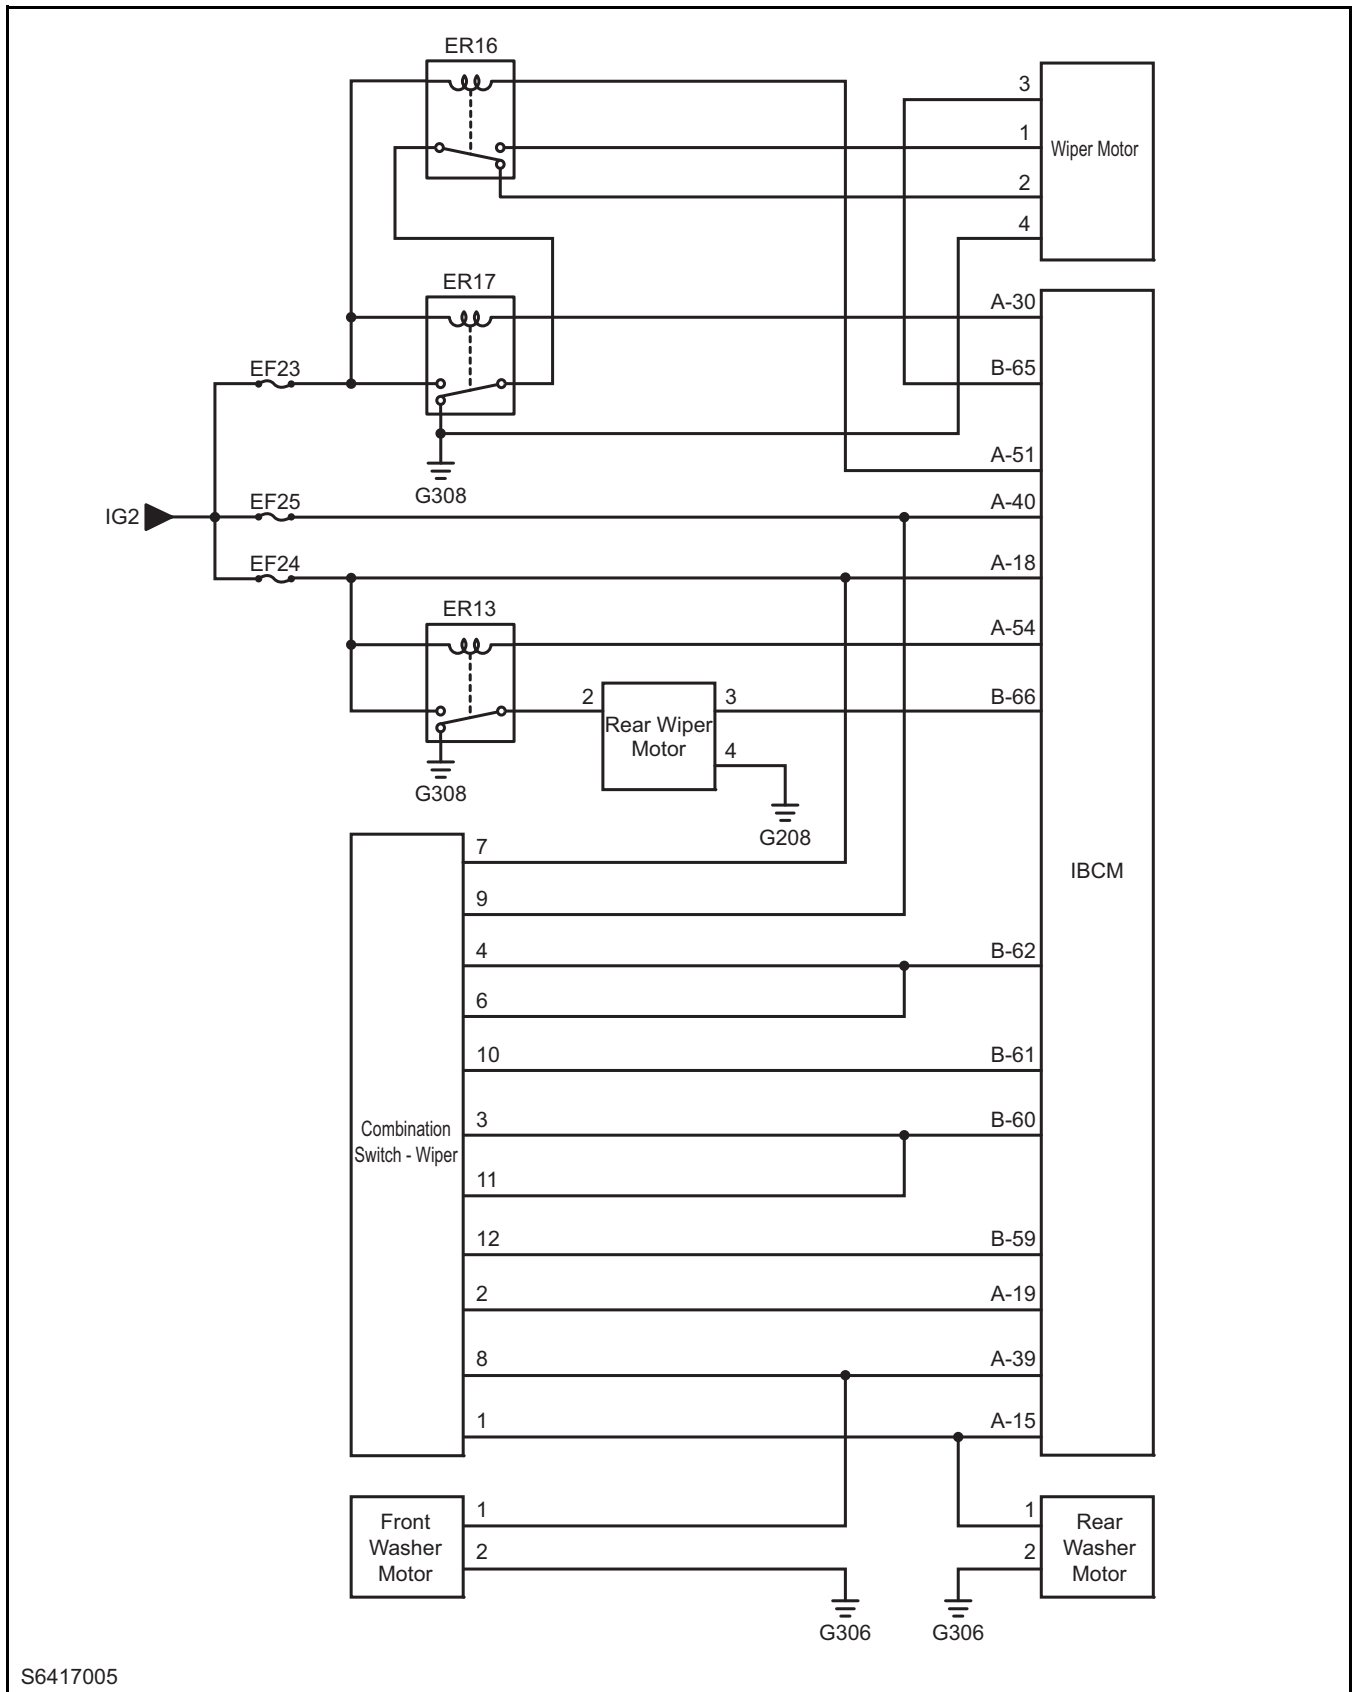 ER16
3
1
Wiper Motor
2
4
ER17
A-30
EF23
B-65
A-51
G308
EF25
A-40
IG2
EF24
A-18
ER13
A-54
2
3
B-66
Rear Wiper
Motor
4
G308
G208
7
IBCM
9
4
B-62
6
10
B-61
3
B-60
Combination
Switch - Wiper
11
12
B-59
2
A-19
8
A-39
1
A-15
1
1
Front
Washer
Motor
Rear
Washer
Motor
2
2
G306
G306
S6417005